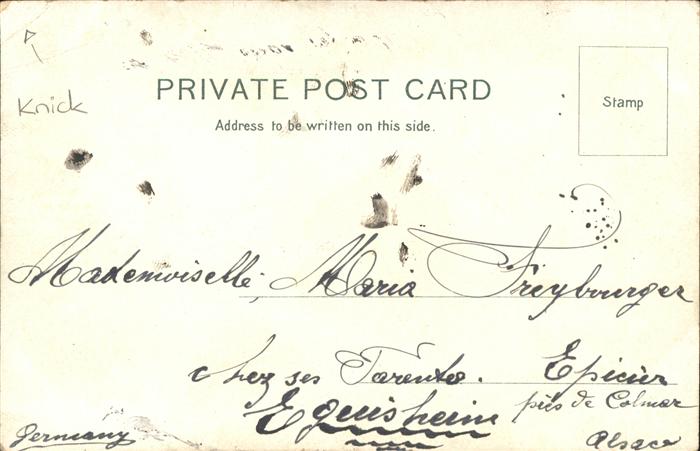 Knick
PRIVATE POST CARD
Address to be written on this side.
Stamp
Mademoiselle, Maria Freybourger
chez ses Parents. Epicier
Eguisheim près de Colmar
Germany Alsace